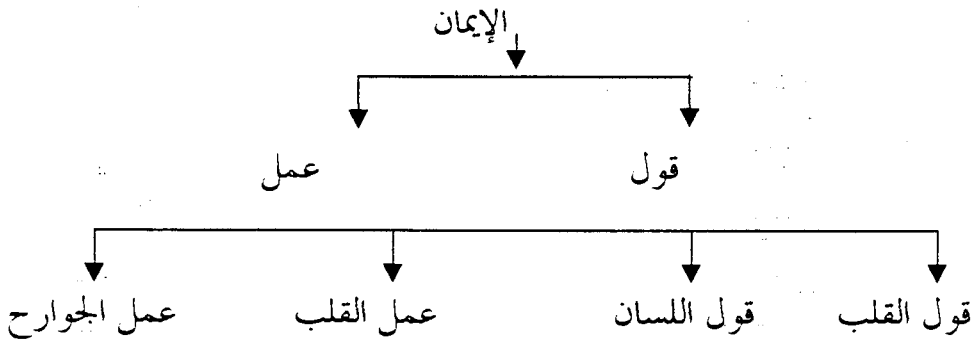 الإيمان
قول عمل
قول القلب قول اللسان عمل القلب عمل الجوارح